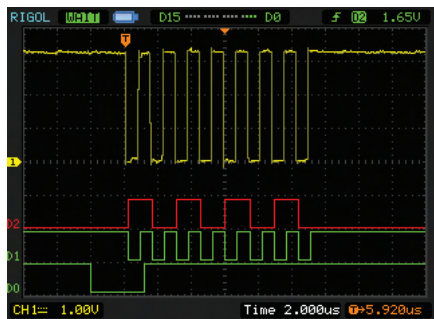 RIGOL WAIT D15 ···· ···· ···· ···· D0 D2 1.65V
T
1
D2
D1
D0
CH1 1.00V Time 2.000us T→5.920us